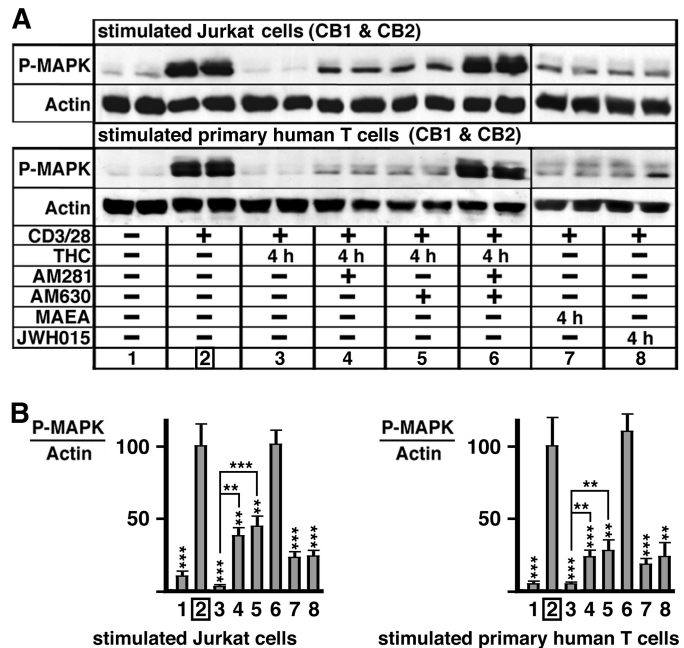 A
stimulated Jurkat cells (CB1 & CB2)
P-MAPK
Actin
stimulated primary human T cells (CB1 & CB2)
P-MAPK
Actin
CD3/28 − + + + + + + +
THC − − 4 h 4 h 4 h 4 h − −
AM281 − − − + − + − −
AM630 − − − − + + − −
MAEA − − − − − − 4 h −
JWH015 − − − − − − − 4 h
1 2 3 4 5 6 7 8
B
P-MAPK
Actin
100
50
***
***
**
***
**
***
***
1 2 3 4 5 6 7 8
stimulated Jurkat cells
P-MAPK
Actin
100
50
***
***
**
***
**
**
***
**
1 2 3 4 5 6 7 8
stimulated primary human T cells